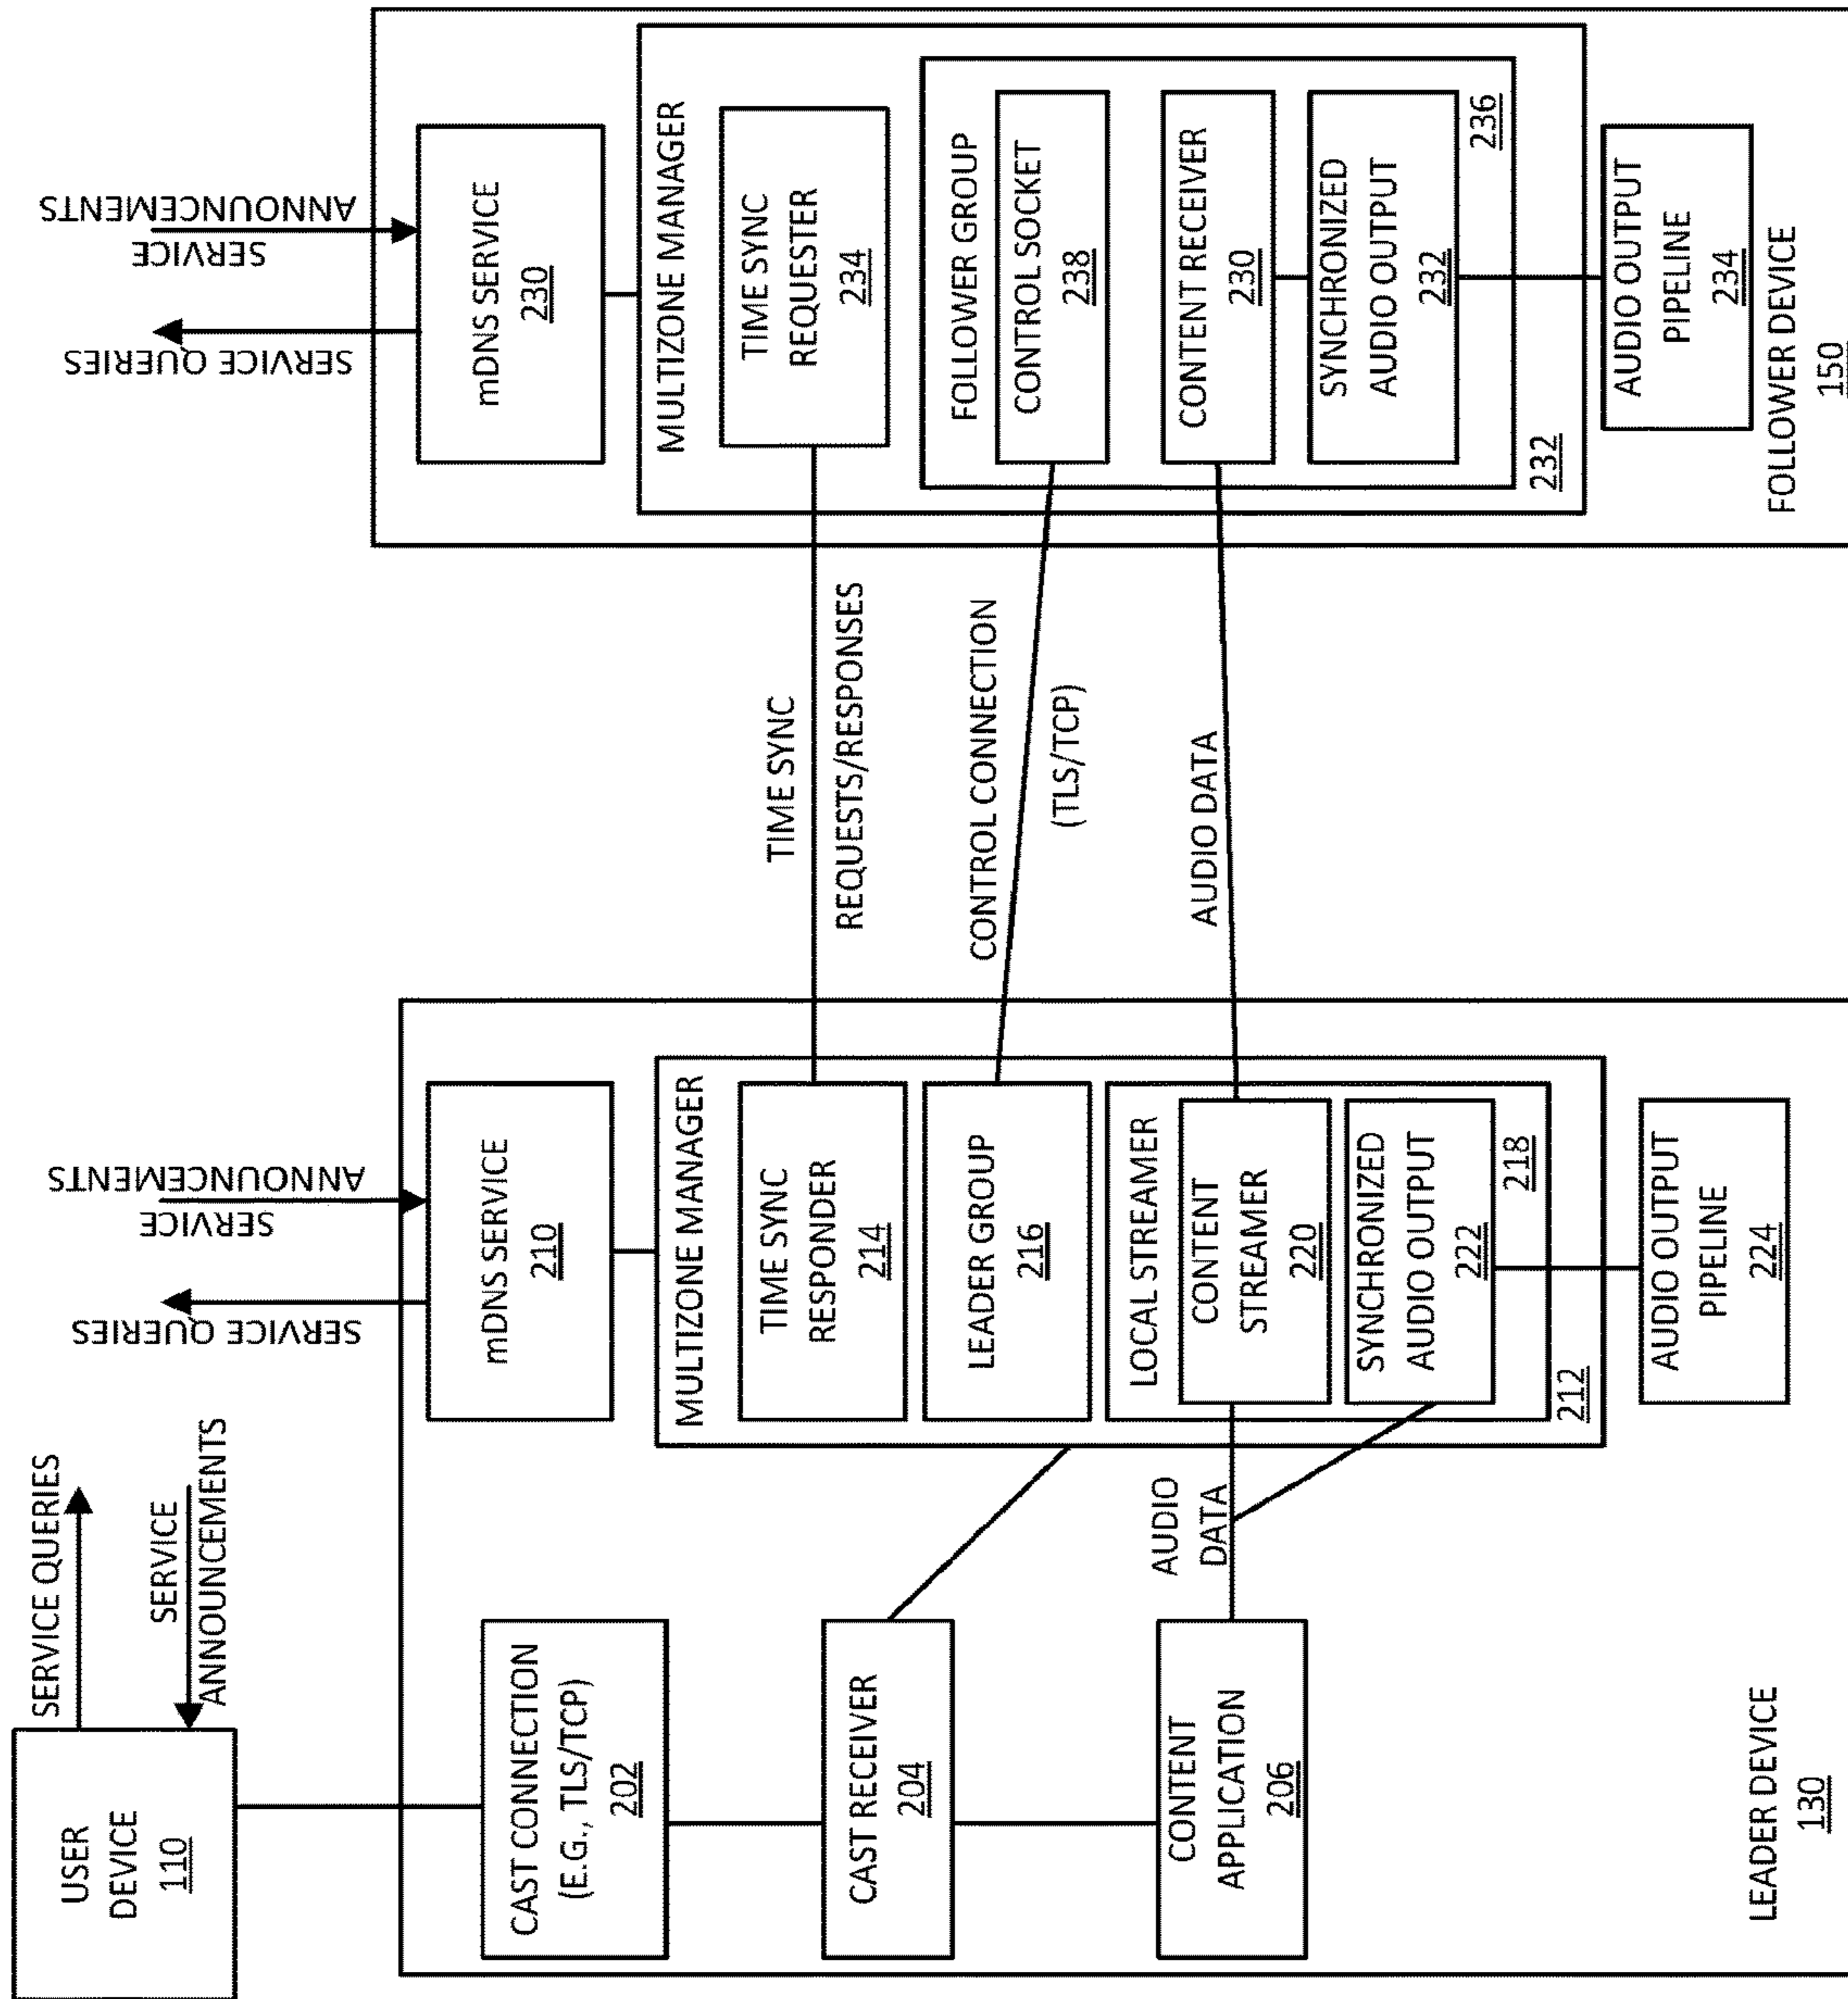 USER
DEVICE
110
SERVICE QUERIES
SERVICE
ANNOUNCEMENTS
CAST CONNECTION
(E.G., TLS/TCP)
202
CAST RECEIVER
204
CONTENT
APPLICATION
206
AUDIO
DATA
LEADER DEVICE
130
SERVICE QUERIES
SERVICE
ANNOUNCEMENTS
mDNS SERVICE
210
MULTIZONE MANAGER
TIME SYNC
RESPONDER
214
LEADER GROUP
216
LOCAL STREAMER
CONTENT
STREAMER
220
SYNCHRONIZED
AUDIO OUTPUT
222
218
212
AUDIO OUTPUT
PIPELINE
224
TIME SYNC
REQUESTS/RESPONSES
CONTROL CONNECTION
(TLS/TCP)
AUDIO DATA
SERVICE QUERIES
SERVICE
ANNOUNCEMENTS
mDNS SERVICE
230
MULTIZONE MANAGER
TIME SYNC
REQUESTER
234
FOLLOWER GROUP
CONTROL SOCKET
238
CONTENT RECEIVER
230
SYNCHRONIZED
AUDIO OUTPUT
232
236
232
AUDIO OUTPUT
PIPELINE
234
FOLLOWER DEVICE
150